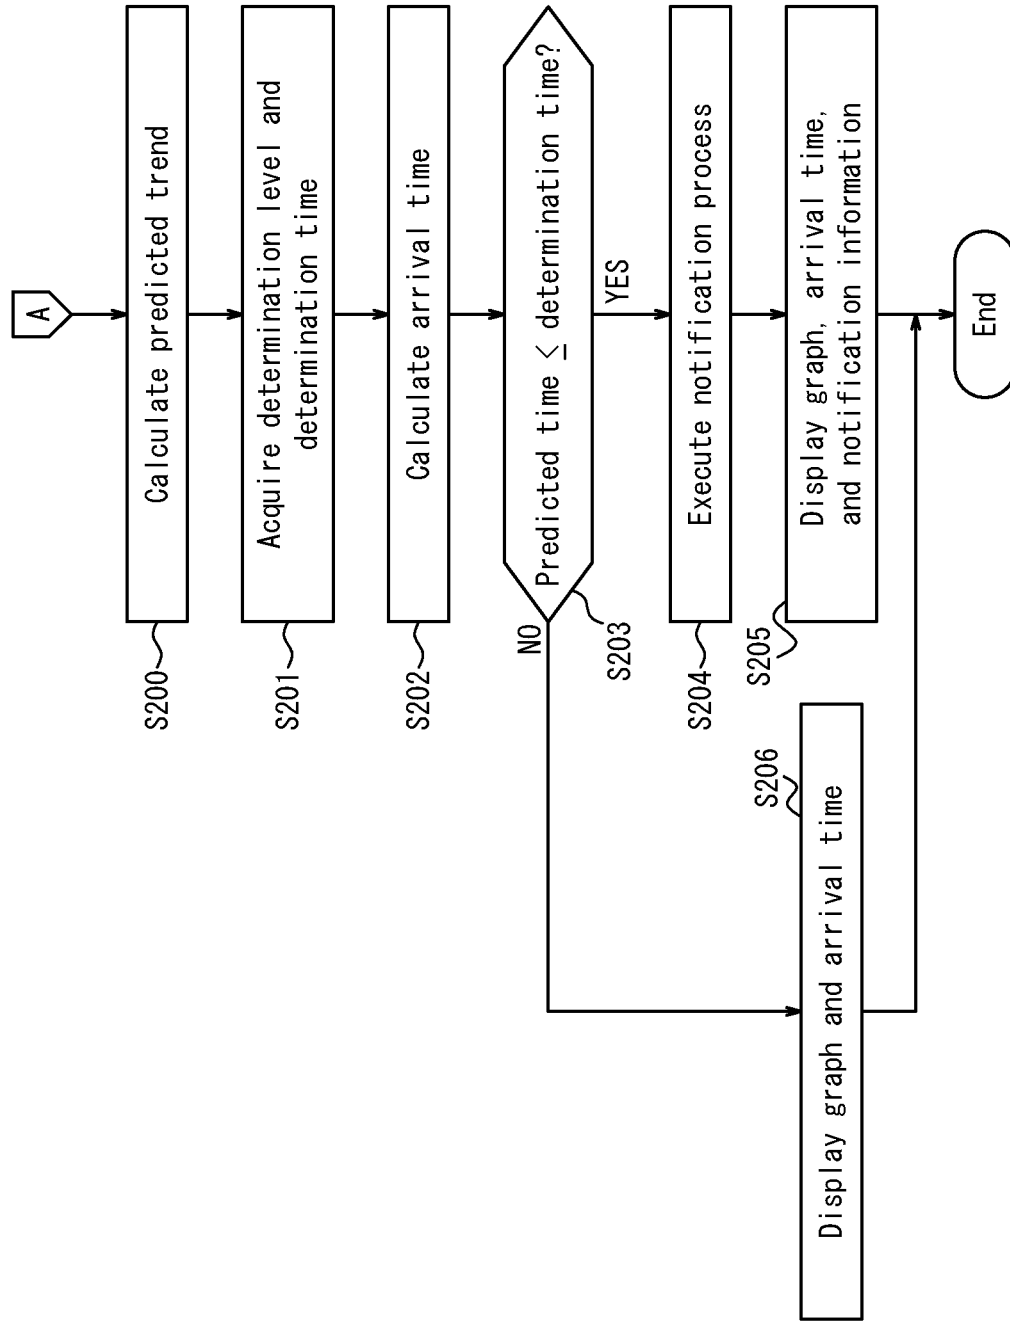 A
Calculate predicted trend
S200
Acquire determination level and
determination time
S201
Calculate arrival time
S202
Predicted time ≤ determination time?
S203
NO
YES
Execute notification process
S204
Display graph, arrival time,
and notification information
S205
Display graph and arrival time
S206
End